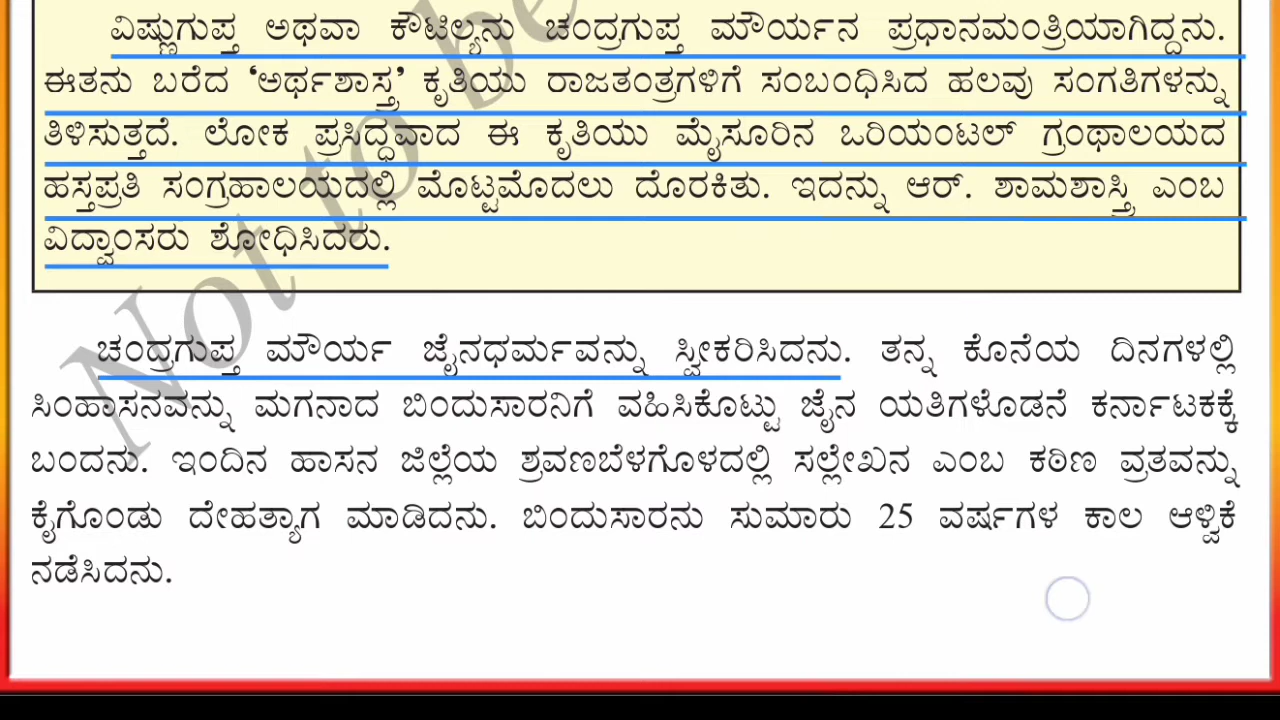 ವಿಷ್ಣುಗುಪ್ತ ಅಥವಾ ಕೌಟಿಲ್ಯನು ಚಂದ್ರಗುಪ್ತ ಮೌರ್ಯನ ಪ್ರಧಾನಮಂತ್ರಿಯಾಗಿದ್ದನು.
ಈತನು ಬರೆದ ‘ಅರ್ಥಶಾಸ್ತ್ರ’ ಕೃತಿಯು ರಾಜತಂತ್ರಗಳಿಗೆ ಸಂಬಂಧಿಸಿದ ಹಲವು ಸಂಗತಿಗಳನ್ನು
ತಿಳಿಸುತ್ತದೆ. ಲೋಕ ಪ್ರಸಿದ್ಧವಾದ ಈ ಕೃತಿಯು ಮೈಸೂರಿನ ಒರಿಯಂಟಲ್ ಗ್ರಂಥಾಲಯದ
ಹಸ್ತಪ್ರತಿ ಸಂಗ್ರಹಾಲಯದಲ್ಲಿ ಮೊಟ್ಟಮೊದಲು ದೊರಕಿತು. ಇದನ್ನು ಆರ್. ಶಾಮಶಾಸ್ತ್ರಿ ಎಂಬ
ವಿದ್ವಾಂಸರು ಶೋಧಿಸಿದರು.
ಚಂದ್ರಗುಪ್ತ ಮೌರ್ಯ ಜೈನಧರ್ಮವನ್ನು ಸ್ವೀಕರಿಸಿದನು. ತನ್ನ ಕೊನೆಯ ದಿನಗಳಲ್ಲಿ
ಸಿಂಹಾಸನವನ್ನು ಮಗನಾದ ಬಿಂದುಸಾರನಿಗೆ ವಹಿಸಿಕೊಟ್ಟು ಜೈನ ಯತಿಗಳೊಡನೆ ಕರ್ನಾಟಕಕ್ಕೆ
ಬಂದನು. ಇಂದಿನ ಹಾಸನ ಜಿಲ್ಲೆಯ ಶ್ರವಣಬೆಳಗೊಳದಲ್ಲಿ ಸಲ್ಲೇಖನ ಎಂಬ ಕಠಿಣ ವ್ರತವನ್ನು
ಕೈಗೊಂಡು ದೇಹತ್ಯಾಗ ಮಾಡಿದನು. ಬಿಂದುಸಾರನು ಸುಮಾರು 25 ವರ್ಷಗಳ ಕಾಲ ಆಳ್ವಿಕೆ
ನಡೆಸಿದನು.
Not to be